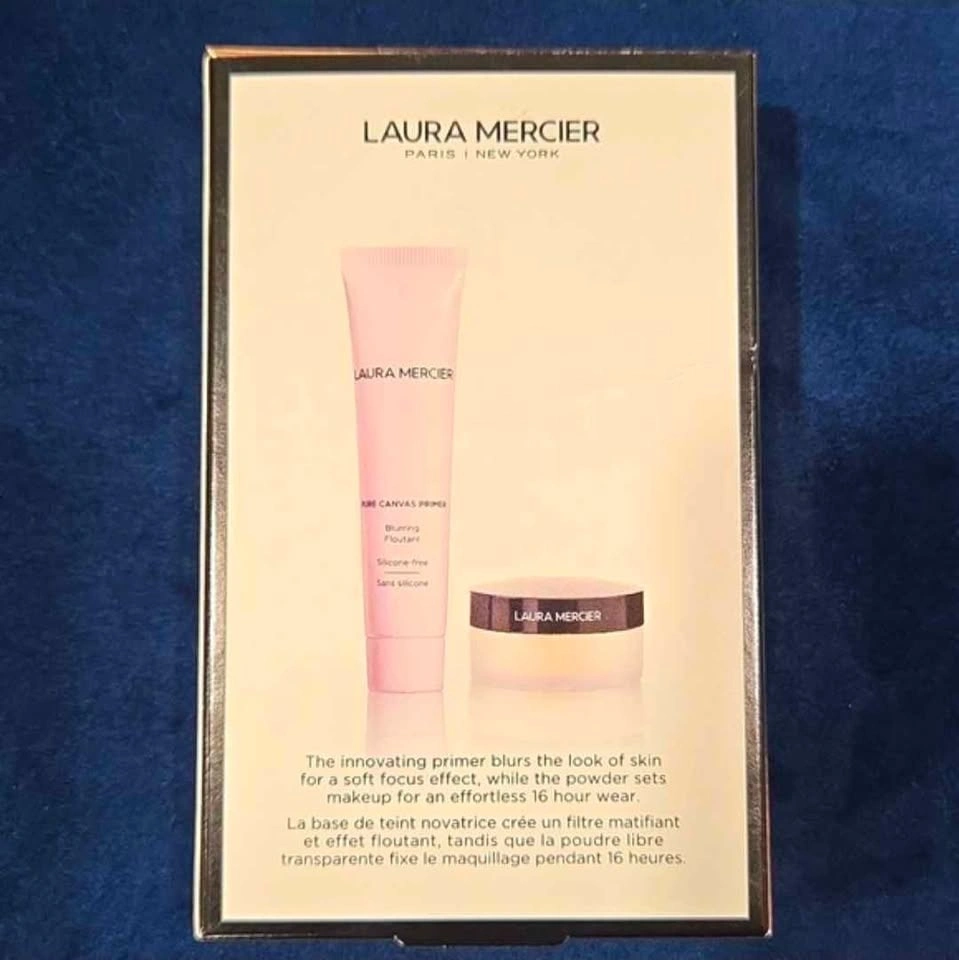 LAURA MERCIER
PARIS | NEW YORK
LAURA MERCIER
PURE CANVAS PRIMER
Blurring
Floutant
Silicone-free
Sans silicone
LAURA MERCIER
The innovating primer blurs the look of skin
for a soft focus effect, while the powder sets
makeup for an effortless 16 hour wear.
La base de teint novatrice crée un filtre matifiant
et effet floutant, tandis que la poudre libre
transparente fixe le maquillage pendant 16 heures.